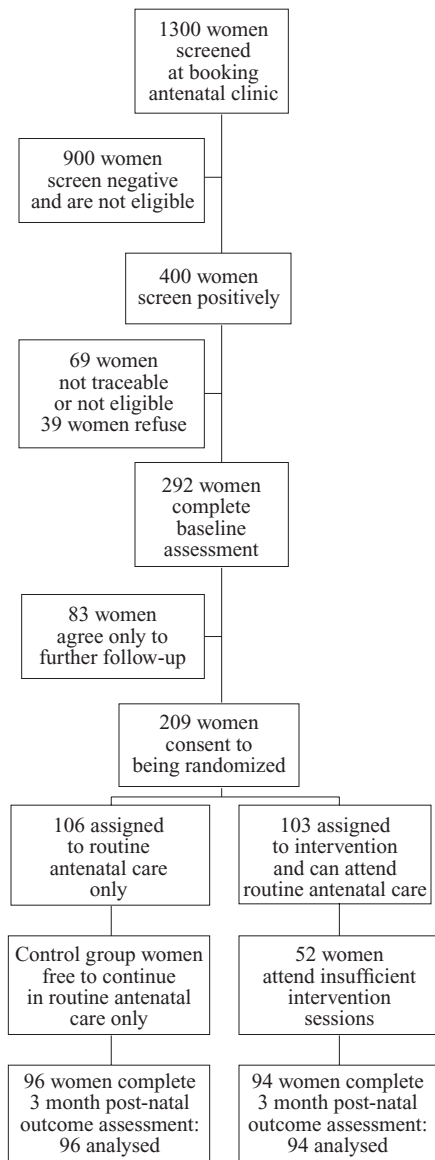 1300 women
screened
at booking
antenatal clinic
900 women
screen negative
and are not eligible
400 women
screen positively
69 women
not traceable
or not eligible
39 women refuse
292 women
complete
baseline
assessment
83 women
agree only to
further follow-up
209 women
consent to
being randomized
106 assigned
to routine
antenatal care
only
103 assigned
to intervention
and can attend
routine antenatal care
Control group women
free to continue
in routine antenatal
care only
52 women
attend insufficient
intervention
sessions
96 women complete
3 month post-natal
outcome assessment:
96 analysed
94 women complete
3 month post-natal
outcome assessment:
94 analysed